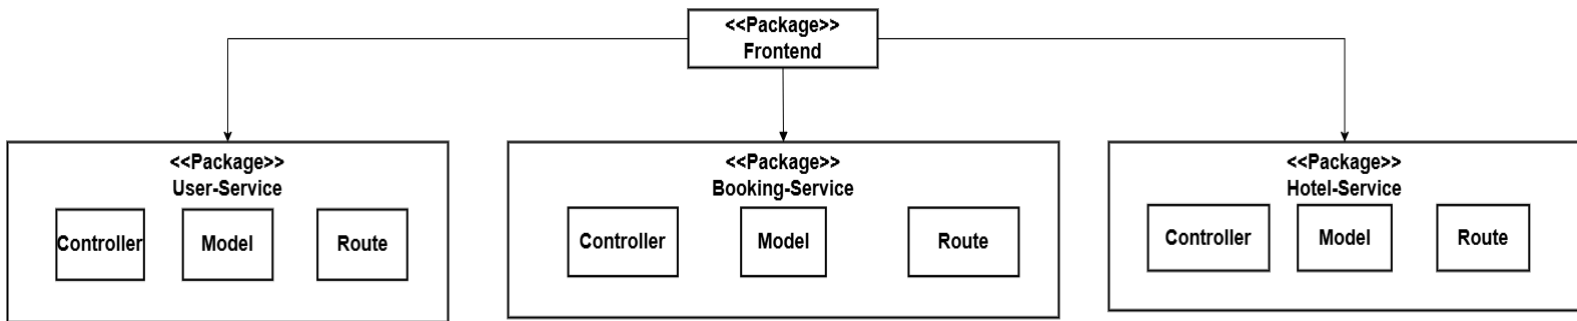 <<Package>>
Frontend
<<Package>>
User-Service
Controller
Model
Route
<<Package>>
Booking-Service
Controller
Model
Route
<<Package>>
Hotel-Service
Controller
Model
Route